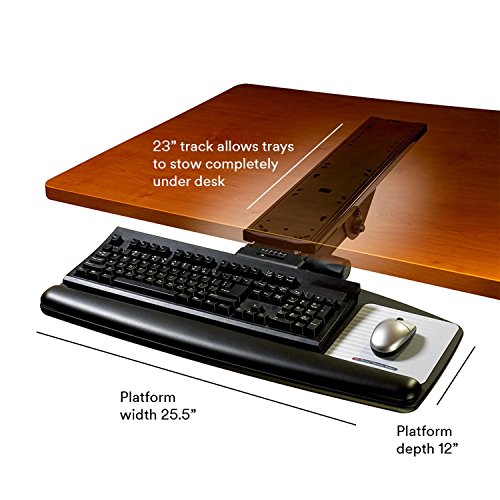 23” track allows trays
to stow completely
under desk
Platform
width 25.5”
Platform
depth 12”